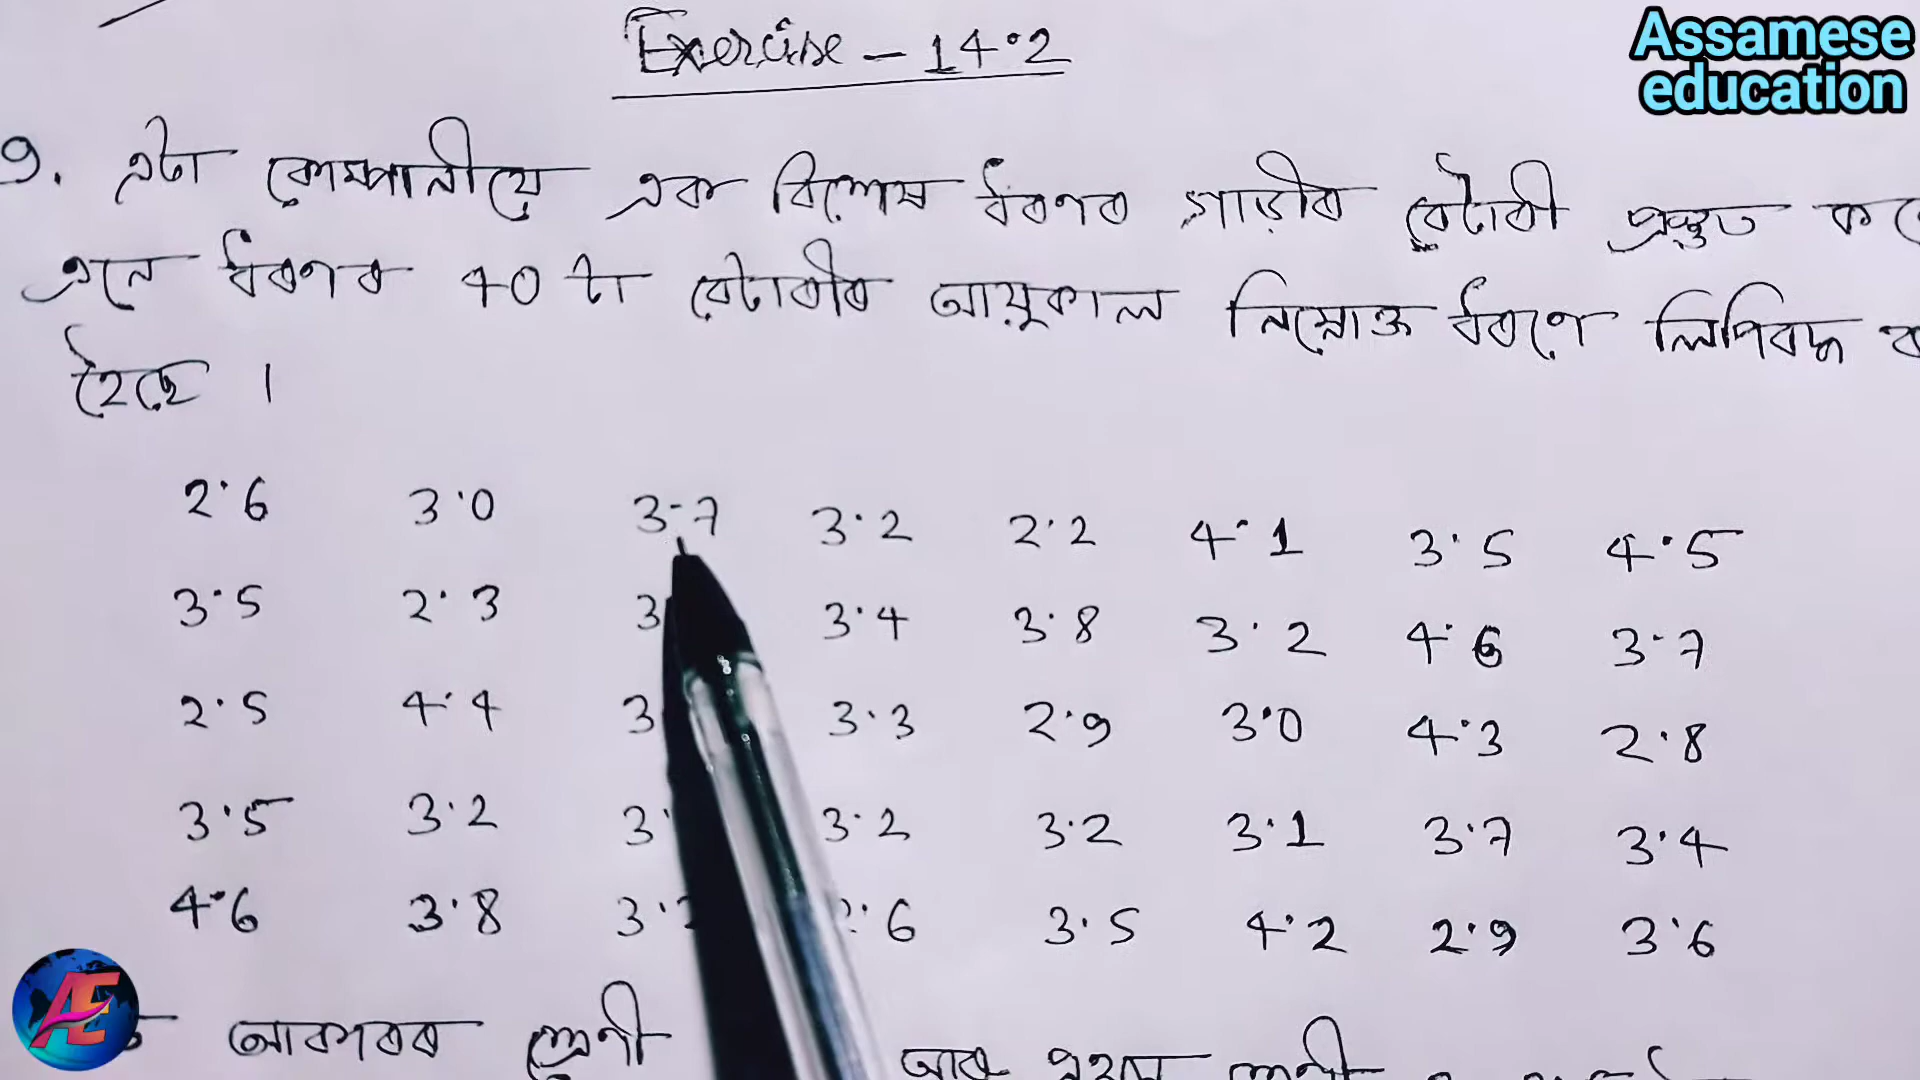 Exercise - 14.2
Assamese
education
9. এটা কোম্পানীয়ে এক বিশেষ ধৰণৰ গাড়ীৰ বেটাৰী প্ৰস্তুত
এনে ধৰণৰ 40 টা বেটাৰীৰ আয়ুকাল নিম্নোক্ত ধৰণে লিপিবদ্ধ
হৈছে ।
2.6 3.0 3.7 3.2 2.2 4.1 3.5 4.5
3.5 2.3 3 3.4 3.8 3.2 4.6 3.7
2.5 4.4 3 3.3 2.9 3.0 4.3 2.8
3.5 3.2 3. 3.2 3.2 3.1 3.7 3.4
4.6 3.8 3. .6 3.5 4.2 2.9 3.6
AE আকাৰৰ শ্ৰেণী আৰু প্ৰথম শ্ৰেণী